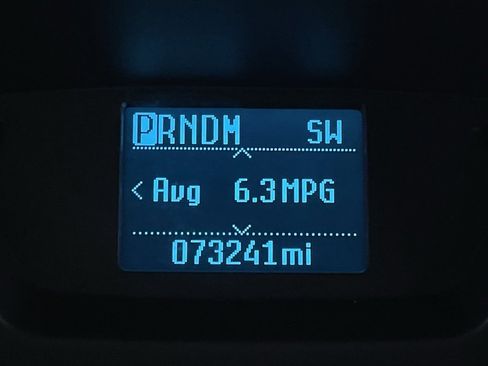 PRNDM SW
< Avg 6.3 MPG
073241mi